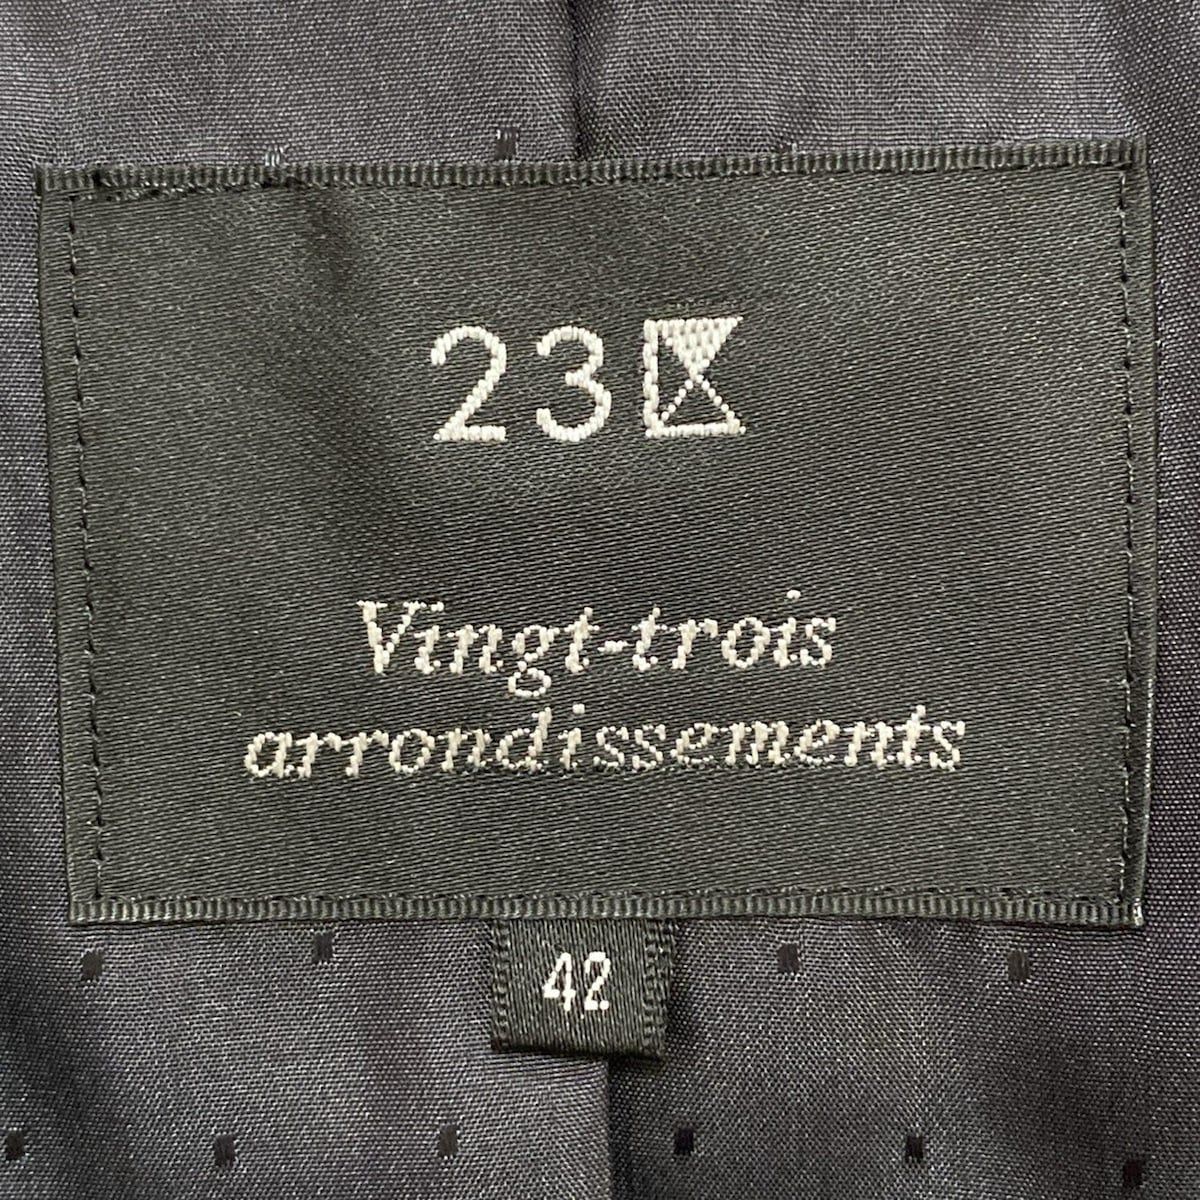 23区
Vingt-trois
arrondissements
42